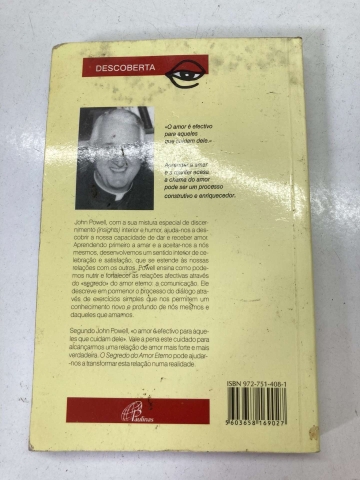 DESCOBERTA
«O amor é efectivo
para aqueles
que cuidam dele.»
Aprender a amar
e a manter acesa
a chama do amor
pode ser um processo
construtivo e enriquecedor.
John Powell, com a sua mistura especial de discer-
nimento (insights) interior e humor, ajuda-nos a des-
cobrir a nossa capacidade de dar e receber amor.
Aprendendo primeiro a amar e a aceitar-nos a nós
mesmos, desenvolvemos um sentido interior de ce-
lebração e satisfação, que se estende às nossas
relações com os outros. Powell ensina como pode-
mos nutrir e fortalecer as relações afectivas através
do «segredo» do amor eterno: a comunicação. Ele
descreve em pormenor o processo do diálogo atra-
vés de exercícios simples que nos permitem um
conhecimento novo e profundo de nós mesmos e
daqueles que amamos.
Segundo John Powell, «o amor é efectivo para aque-
les que cuidam dele». Vale a pena este cuidado para
alcançarmos uma relação de amor mais forte e mais
verdadeira. O Segredo do Amor Eterno pode ajudar-
-nos a transformar esta relação numa realidade.
ISBN 972-751-408-1
5603658169027
Paulinas